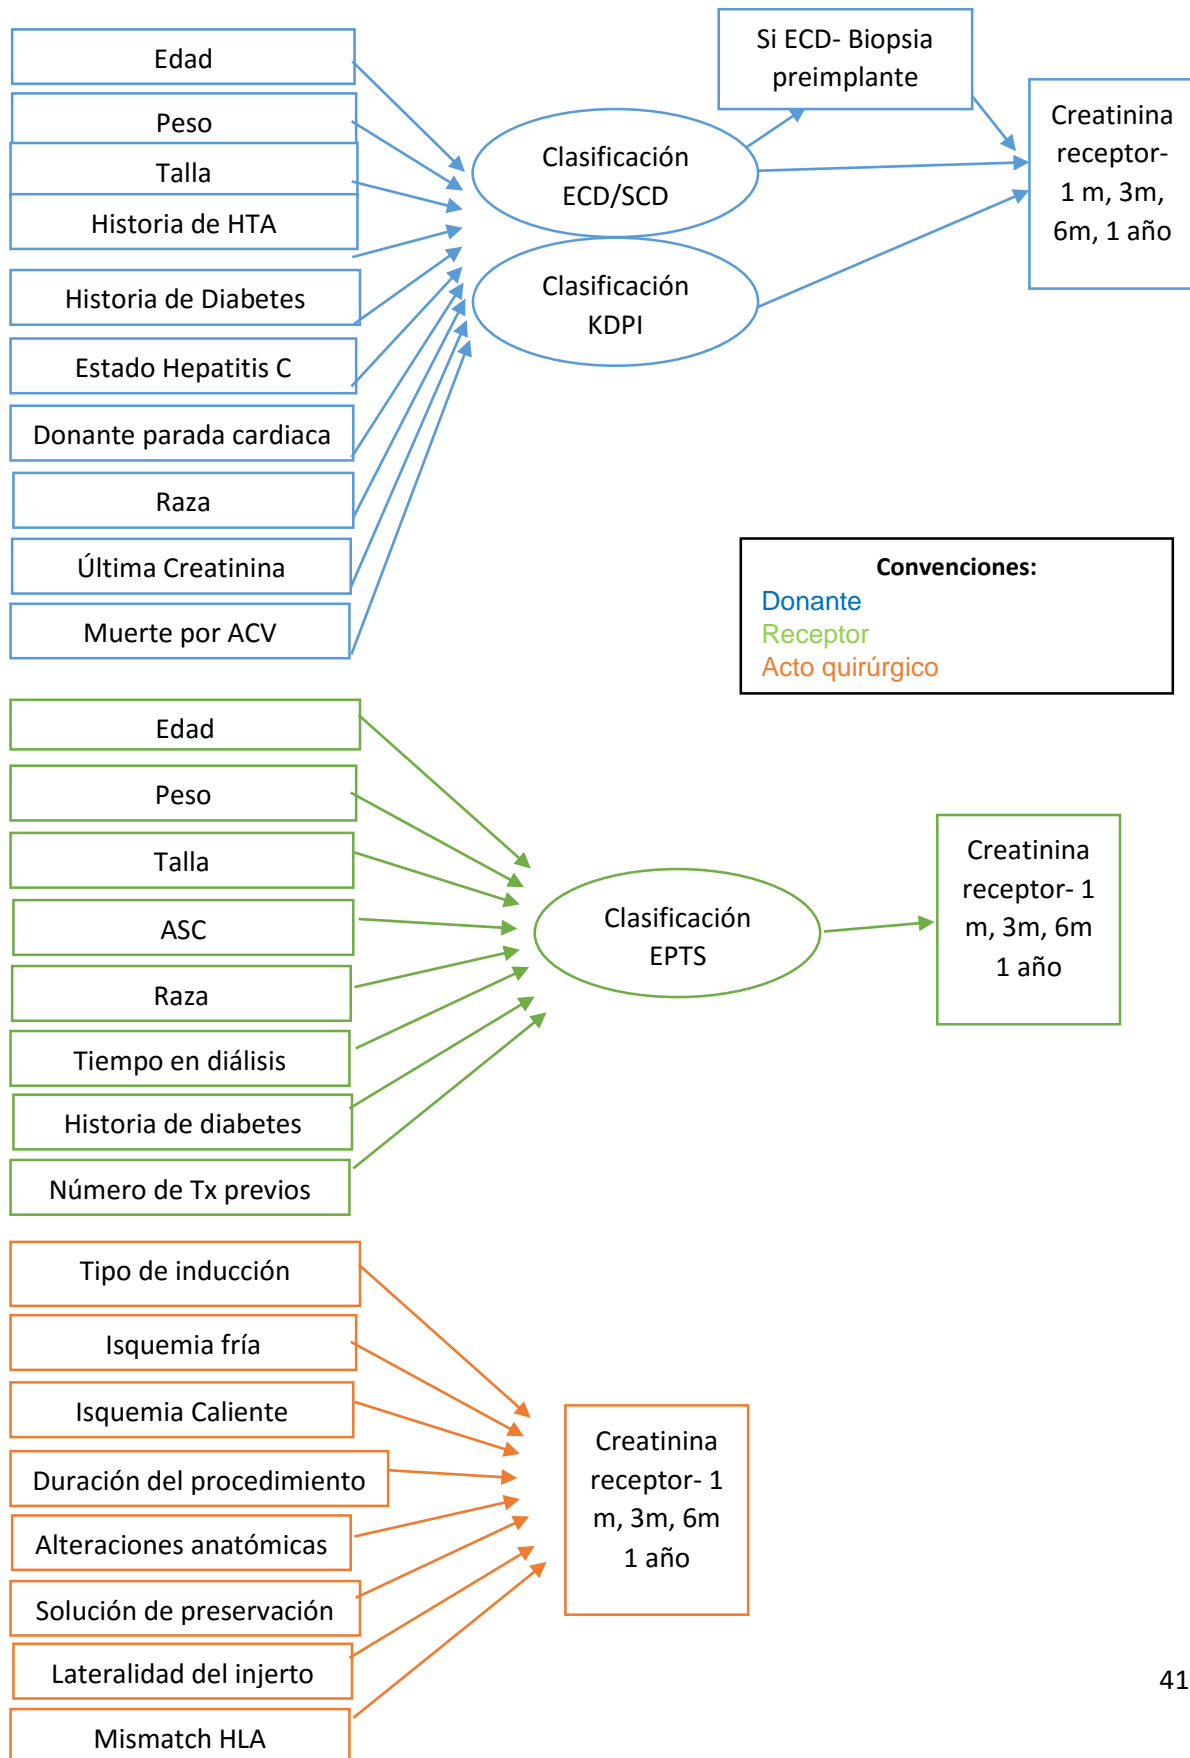 Edad
Peso
Talla
Historia de HTA
Historia de Diabetes
Estado Hepatitis C
Donante parada cardiaca
Raza
Última Creatinina
Muerte por ACV
Clasificación
ECD/SCD
Clasificación
KDPI
Si ECD- Biopsia
preimplante
Creatinina
receptor-
1 m, 3m,
6m, 1 año
Convenciones:
Donante
Receptor
Acto quirúrgico
Edad
Peso
Talla
ASC
Raza
Tiempo en diálisis
Historia de diabetes
Número de Tx previos
Clasificación
EPTS
Creatinina
receptor- 1
m, 3m, 6m
1 año
Tipo de inducción
Isquemia fría
Isquemia Caliente
Duración del procedimiento
Alteraciones anatómicas
Solución de preservación
Lateralidad del injerto
Mismatch HLA
Creatinina
receptor- 1
m, 3m, 6m
1 año
41